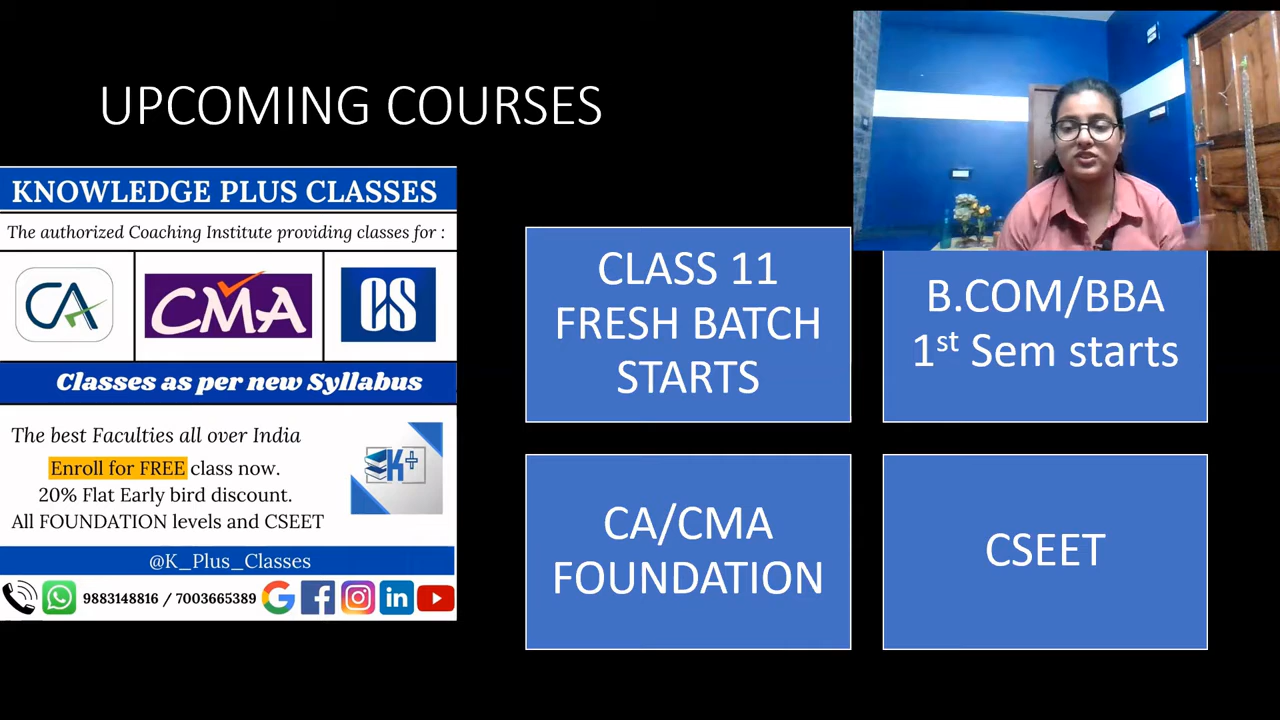 UPCOMING COURSES
KNOWLEDGE PLUS CLASSES
The authorized Coaching Institute providing classes for :
CA
CMA
CS
Classes as per new Syllabus
The best Faculties all over India
Enroll for FREE class now.
20% Flat Early bird discount.
All FOUNDATION levels and CSEET
K+
@K_Plus_Classes
9883148816 / 7003665389
CLASS 11
FRESH BATCH
STARTS
B.COM/BBA
1st Sem starts
CA/CMA
FOUNDATION
CSEET